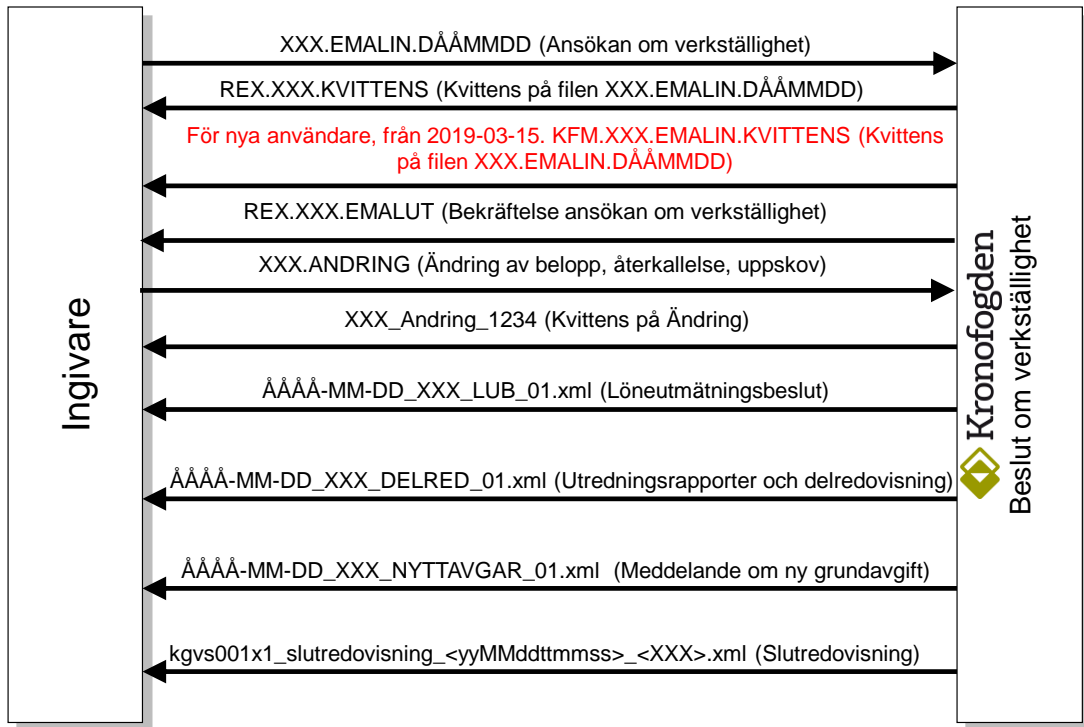 XXX.EMALIN.DÅÅMMDD (Ansökan om verkställighet)
REX.XXX.KVITTENS (Kvittens på filen XXX.EMALIN.DÅÅMMDD)
För nya användare, från 2019-03-15. KFM.XXX.EMALIN.KVITTENS (Kvittens
på filen XXX.EMALIN.DÅÅMMDD)
REX.XXX.EMALUT (Bekräftelse ansökan om verkställighet)
XXX.ANDRING (Ändring av belopp, återkallelse, uppskov)
XXX_Andring_1234 (Kvittens på Ändring)
ÅÅÅÅ-MM-DD_XXX_LUB_01.xml (Löneutmätningsbeslut)
ÅÅÅÅ-MM-DD_XXX_DELRED_01.xml (Utredningsrapporter och delredovisning)
ÅÅÅÅ-MM-DD_XXX_NYTTAVGAR_01.xml (Meddelande om ny grundavgift)
kgvs001x1_slutredovisning_<yyMMddttmmss>_<XXX>.xml (Slutredovisning)
Ingivare
Kronofogden
Beslut om verkställighet